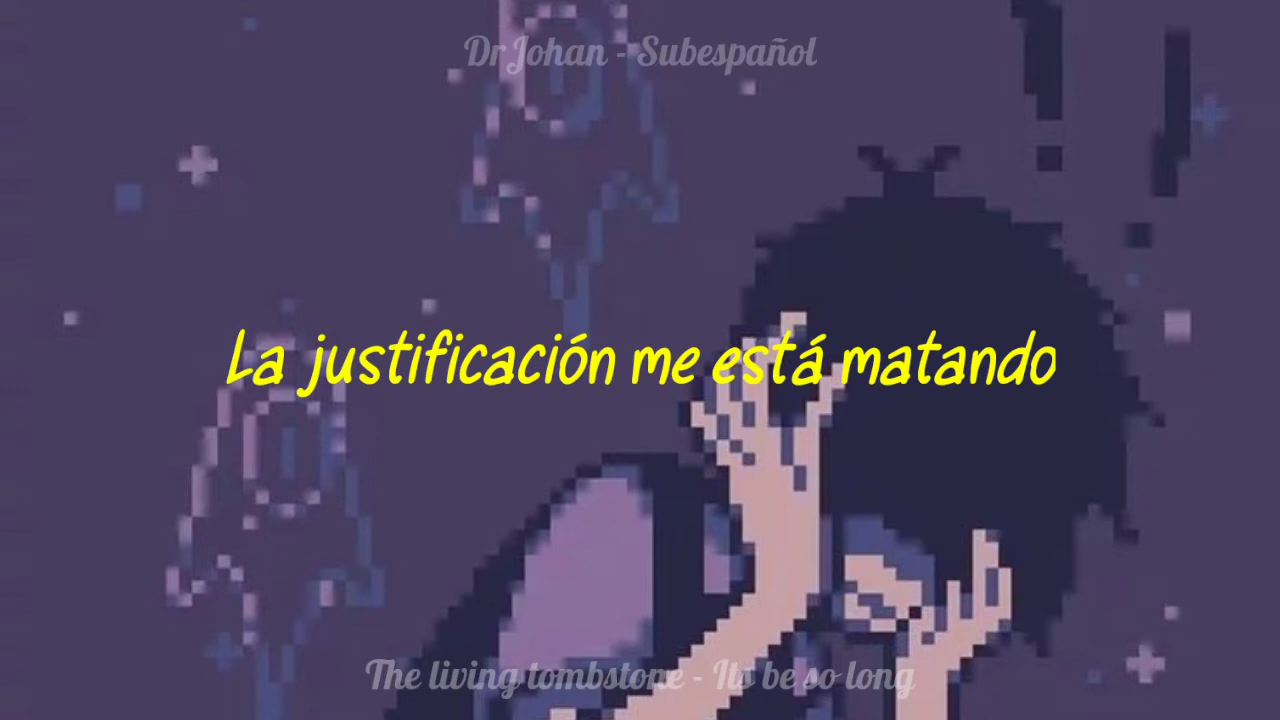 Dr Johan - Subespañol
La justificación me está matando
The living tombstone - Its be so long